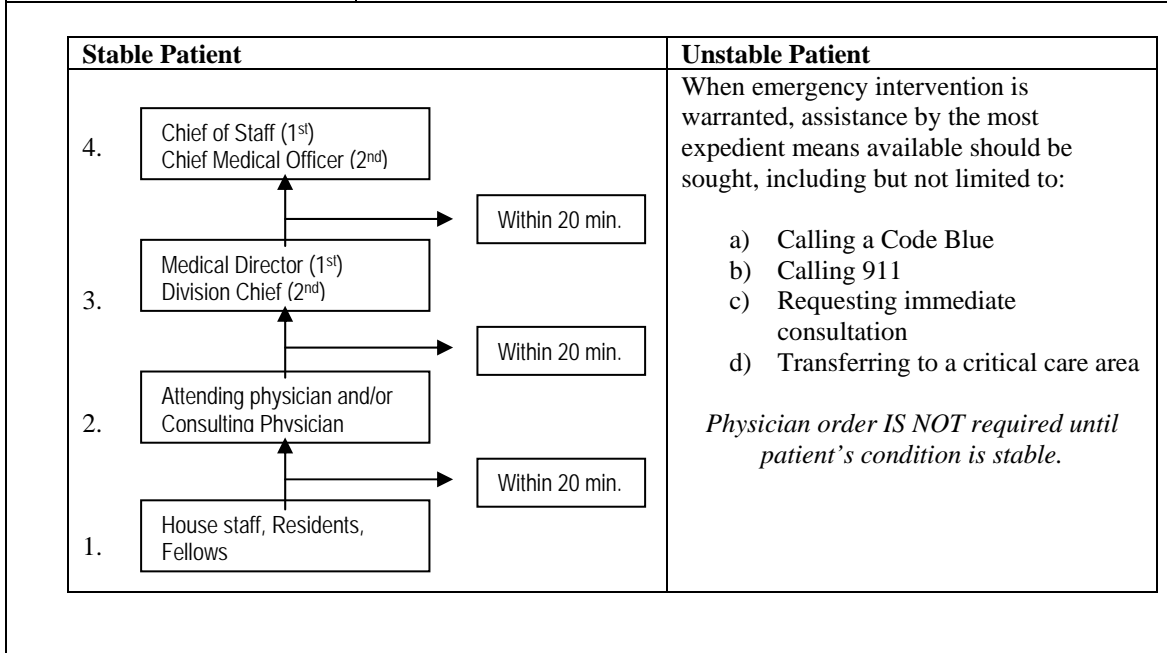 Stable Patient
4.
Chief of Staff (1st)
Chief Medical Officer (2nd)
Within 20 min.
3.
Medical Director (1st)
Division Chief (2nd)
Within 20 min.
2.
Attending physician and/or
Consulting Physician
Within 20 min.
1.
House staff, Residents,
Fellows
Unstable Patient
When emergency intervention is
warranted, assistance by the most
expedient means available should be
sought, including but not limited to:
a) Calling a Code Blue
b) Calling 911
c) Requesting immediate
consultation
d) Transferring to a critical care area
Physician order IS NOT required until
patient’s condition is stable.